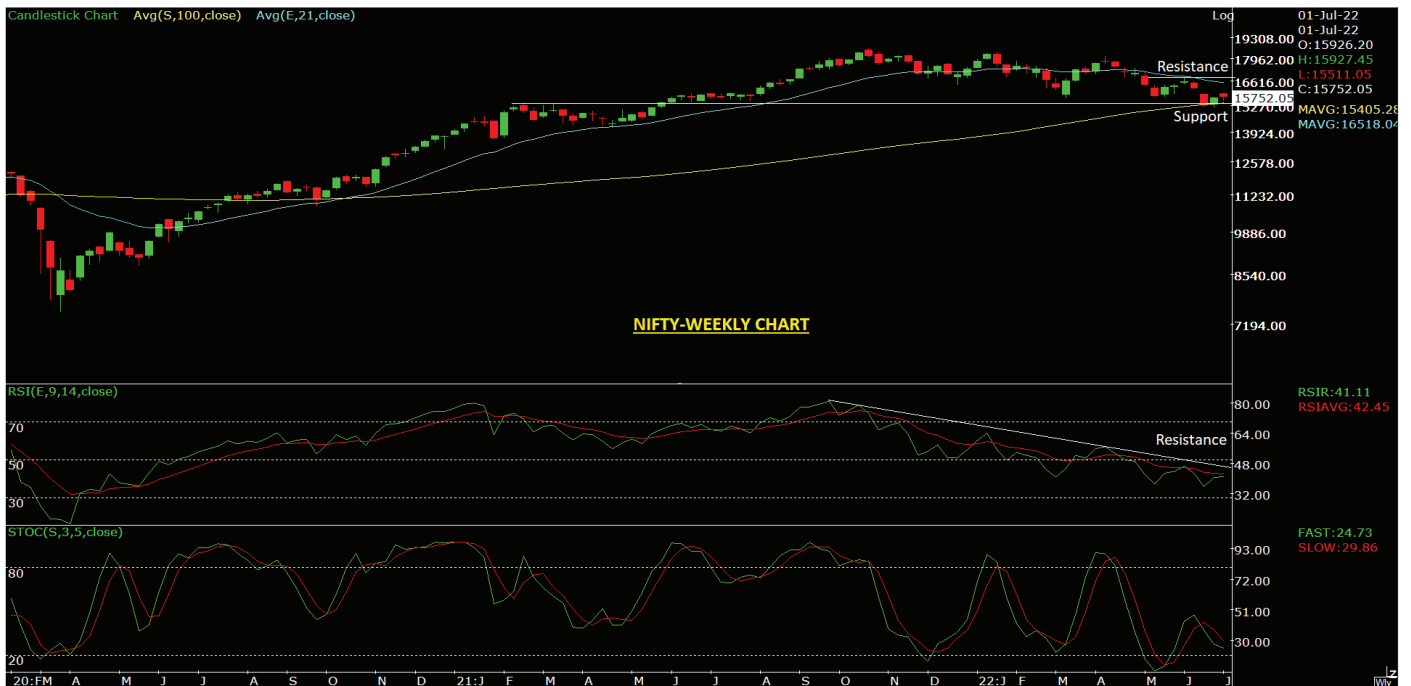 Candlestick Chart Avg(S,100,close) Avg(E,21,close)
Log
01-Jul-22
01-Jul-22
O:15926.20
H:15927.45
L:15511.05
C:15752.05
MAVG:15405.28
MAVG:16518.04
19308.00
17962.00
Resistance
16616.00
15752.05
15270.00
Support
13924.00
12578.00
11232.00
9886.00
8540.00
NIFTY-WEEKLY CHART
7194.00
RSI(E,9,14,close)
RSIR:41.11
RSIAVG:42.45
80.00
70
64.00
Resistance
50
48.00
32.00
30
STOC(S,3,5,close)
FAST:24.73
SLOW:29.86
93.00
80
72.00
51.00
30.00
20
20:FM A M J J A S O N D 21:J F M A M J J A S O N D 22:J F M A M J J
Z
Wly